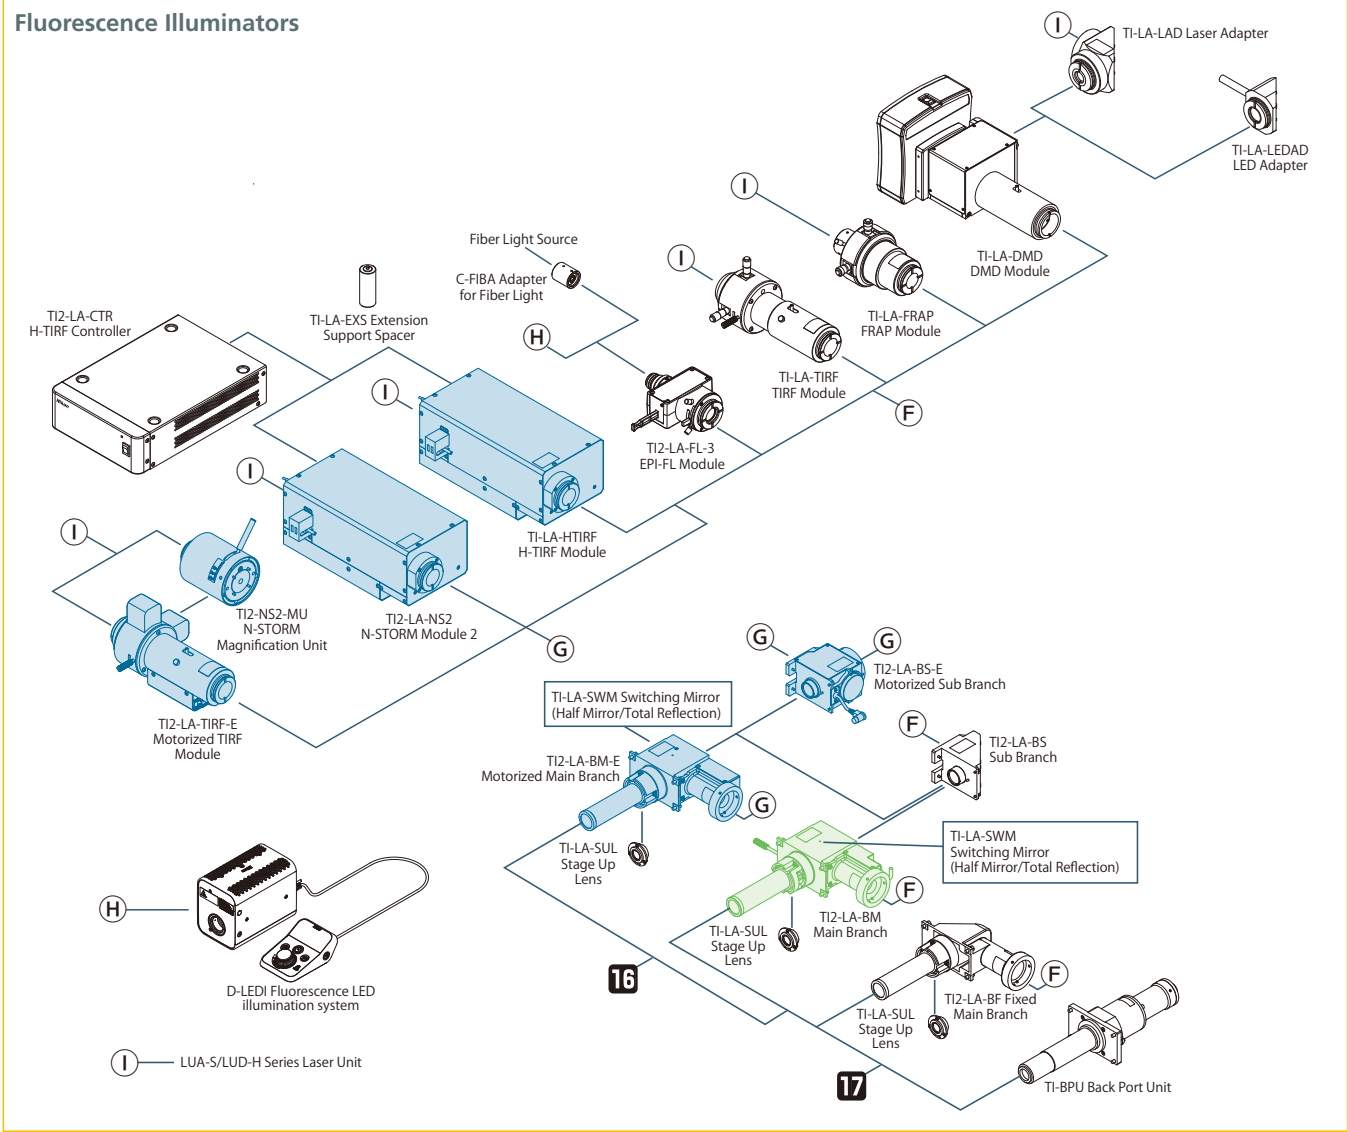 Fluorescence Illuminators
I
TI-LA-LAD Laser Adapter
TI-LA-LEDAD
LED Adapter
I
TI-LA-DMD
DMD Module
Fiber Light Source
C-FIBA Adapter
for Fiber Light
I
TI-LA-FRAP
FRAP Module
TI2-LA-CTR
H-TIRF Controller
TI-LA-EXS Extension
Support Spacer
H
TI-LA-TIRF
TIRF Module
F
I
TI2-LA-FL-3
EPI-FL Module
I
TI-LA-HTIRF
H-TIRF Module
I
TI2-NS2-MU
N-STORM
Magnification Unit
TI2-LA-NS2
N-STORM Module 2
G
TI2-LA-TIRF-E
Motorized TIRF
Module
G
G
TI2-LA-BS-E
Motorized Sub Branch
TI-LA-SWM Switching Mirror
(Half Mirror/Total Reflection)
F
TI2-LA-BS
Sub Branch
TI2-LA-BM-E
Motorized Main Branch
G
TI-LA-SUL
Stage Up
Lens
TI-LA-SWM
Switching Mirror
(Half Mirror/Total Reflection)
F
TI2-LA-BM
Main Branch
TI-LA-SUL
Stage Up
Lens
H
D-LEDI Fluorescence LED
illumination system
16
F
TI2-LA-BF Fixed
Main Branch
TI-LA-SUL
Stage Up
Lens
I
LUA-S/LUD-H Series Laser Unit
17
TI-BPU Back Port Unit